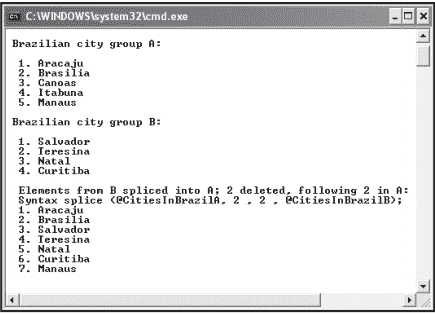 C:\WINDOWS\system32\cmd.exe
Brazilian city group A:
1. Aracaju
2. Brasilia
3. Canoas
4. Itabuna
5. Manaus
Brazilian city group B:
1. Salvador
2. Teresina
3. Natal
4. Curitiba
Elements from B spliced into A; 2 deleted, following 2 in A:
Syntax splice (@CitiesInBrazilA, 2 , 2 , @CitiesInBrazilB);
1. Aracaju
2. Brasilia
3. Salvador
4. Teresina
5. Natal
6. Curitiba
7. Manaus